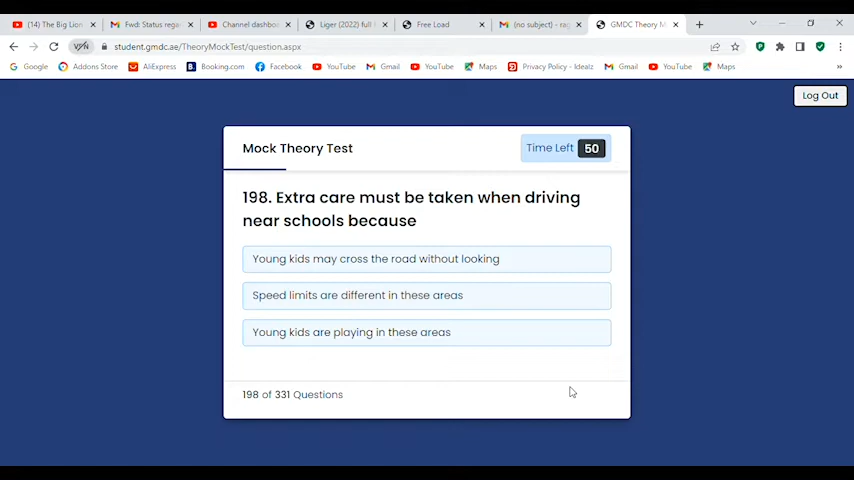 (14) The Big Lion
Fwd: Status rega
Channel dashbo
Liger (2022) full
Free Load
(no subject) - rag
GMDC Theory M
VPN
student.gmdc.ae/TheoryMockTest/question.aspx
Google
Addons Store
AliExpress
Booking.com
Facebook
YouTube
Gmail
YouTube
Maps
Privacy Policy - Idealz
Gmail
YouTube
Maps
»
Log Out
Mock Theory Test
Time Left 50
198. Extra care must be taken when driving
near schools because
Young kids may cross the road without looking
Speed limits are different in these areas
Young kids are playing in these areas
198 of 331 Questions